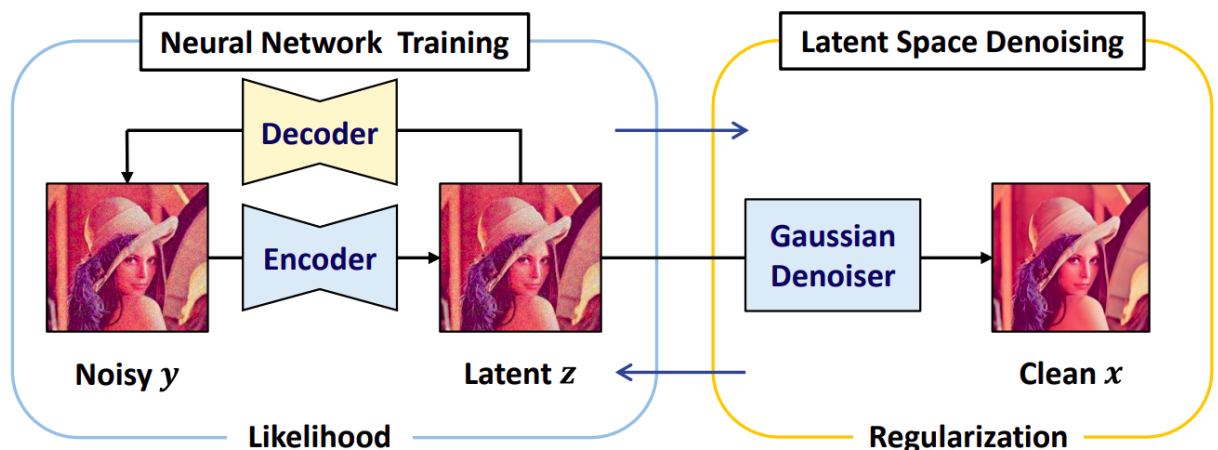 Neural Network Training
Latent Space Denoising
Decoder
Encoder
Gaussian
Denoiser
Noisy y
Latent z
Clean x
Likelihood
Regularization